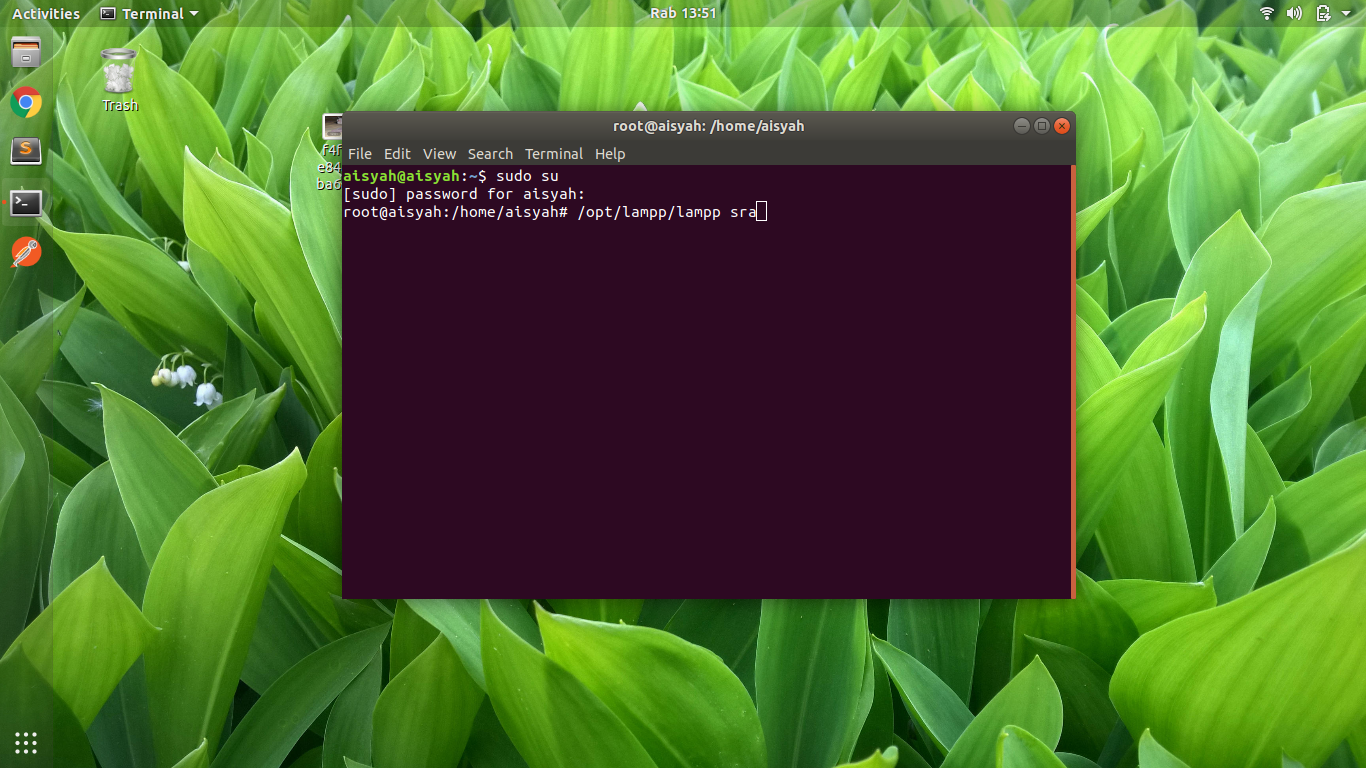 Activities Terminal Rab 13:51
Trash
f4f
e84
bao
root@aisyah: /home/aisyah
File Edit View Search Terminal Help
aisyah@aisyah:~$ sudo su
[sudo] password for aisyah:
root@aisyah:/home/aisyah# /opt/lampp/lampp sra